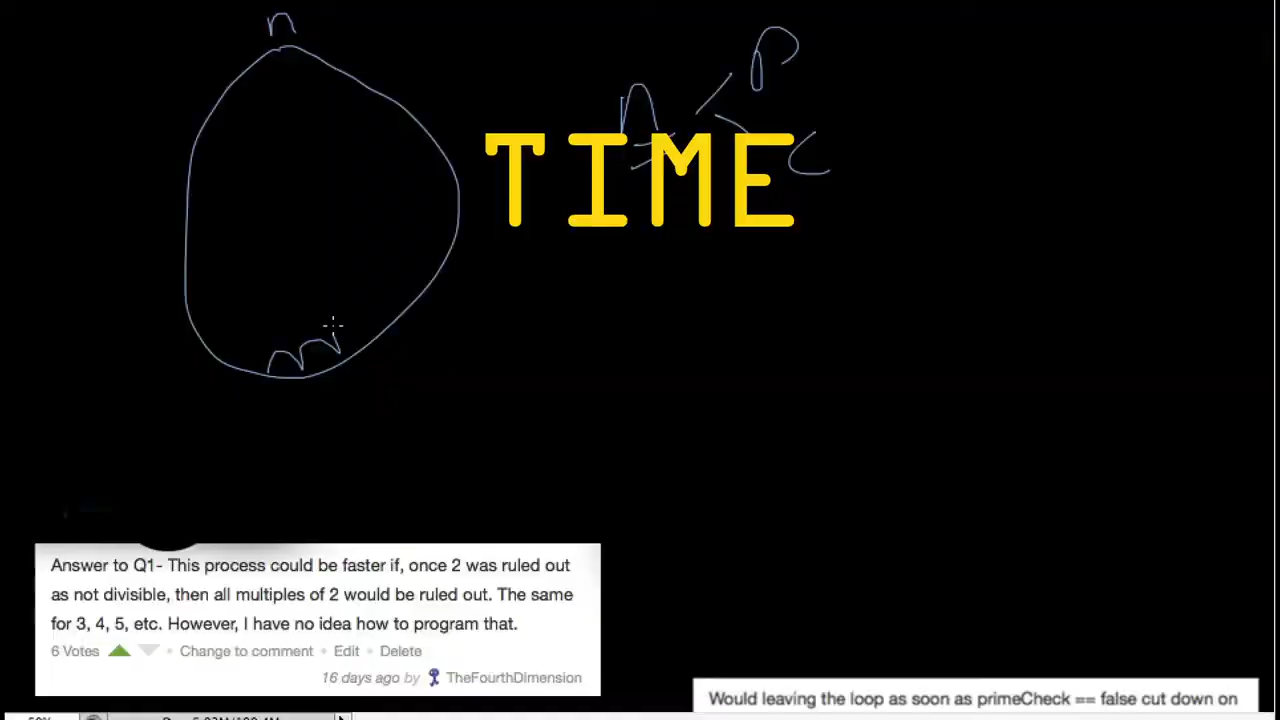 n
P
n
TIME
C
Answer to Q1- This process could be faster if, once 2 was ruled out
as not divisible, then all multiples of 2 would be ruled out. The same
for 3, 4, 5, etc. However, I have no idea how to program that.
6 Votes • Change to comment • Edit • Delete
16 days ago by TheFourthDimension
Would leaving the loop as soon as primeCheck == false cut down on